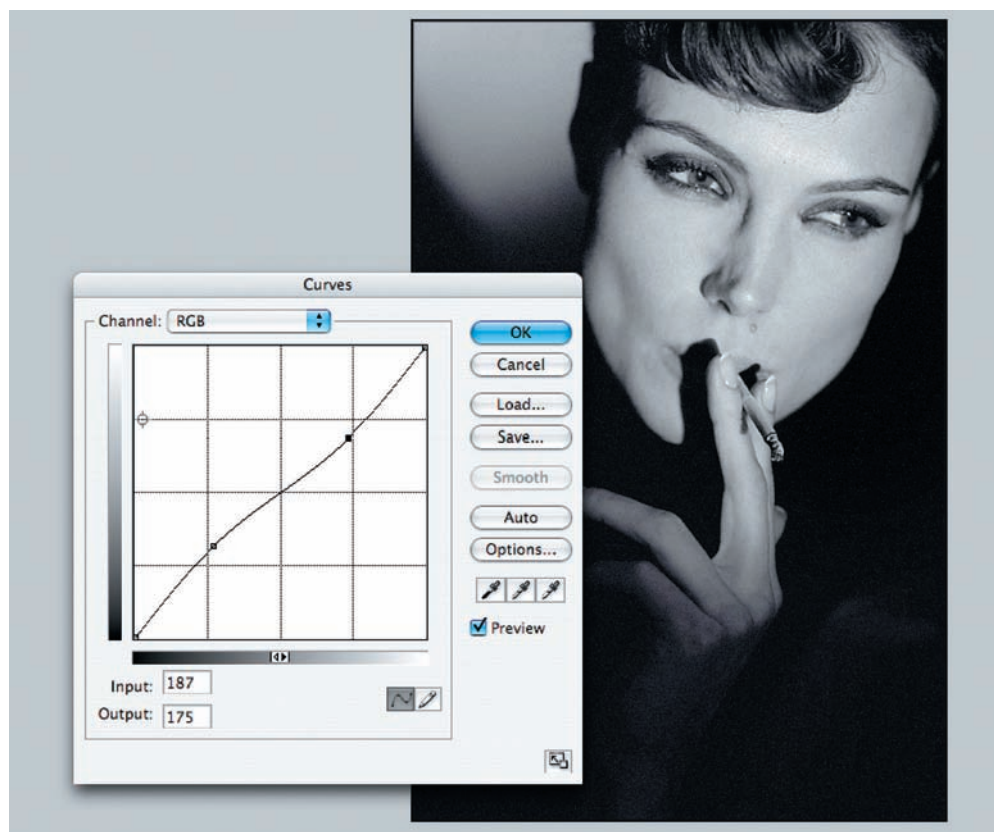 Curves
Channel: RGB
OK
Cancel
Load...
Save...
Smooth
Auto
Options...
Preview
Input: 187
Output: 175